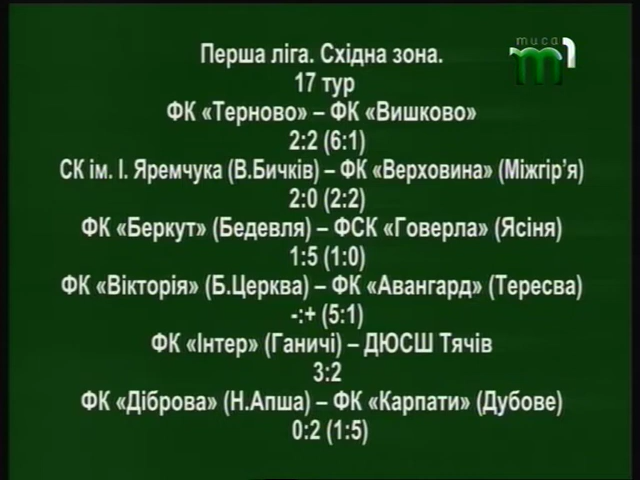 тиса 1
Перша ліга. Східна зона.
17 тур
ФК «Терново» – ФК «Вишково»
2:2 (6:1)
СК ім. І. Яремчука (В.Бичків) – ФК «Верховина» (Міжгір’я)
2:0 (2:2)
ФК «Беркут» (Бедевля) – ФСК «Говерла» (Ясіня)
1:5 (1:0)
ФК «Вікторія» (Б.Церква) – ФК «Авангард» (Тересва)
-:+ (5:1)
ФК «Інтер» (Ганичі) – ДЮСШ Тячів
3:2
ФК «Діброва» (Н.Апша) – ФК «Карпати» (Дубове)
0:2 (1:5)